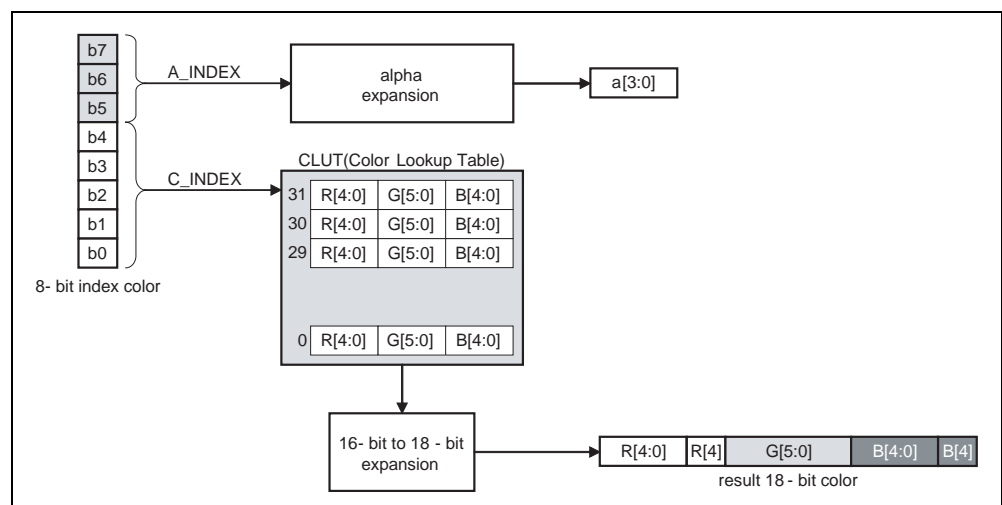 b7
b6
b5
b4
b3
b2
b1
b0
8- bit index color
A_INDEX
C_INDEX
alpha
expansion
a[3:0]
CLUT(Color Lookup Table)
31 R[4:0] G[5:0] B[4:0]
30 R[4:0] G[5:0] B[4:0]
29 R[4:0] G[5:0] B[4:0]
0 R[4:0] G[5:0] B[4:0]
16- bit to 18 - bit
expansion
R[4:0] R[4] G[5:0] B[4:0] B[4]
result 18 - bit color